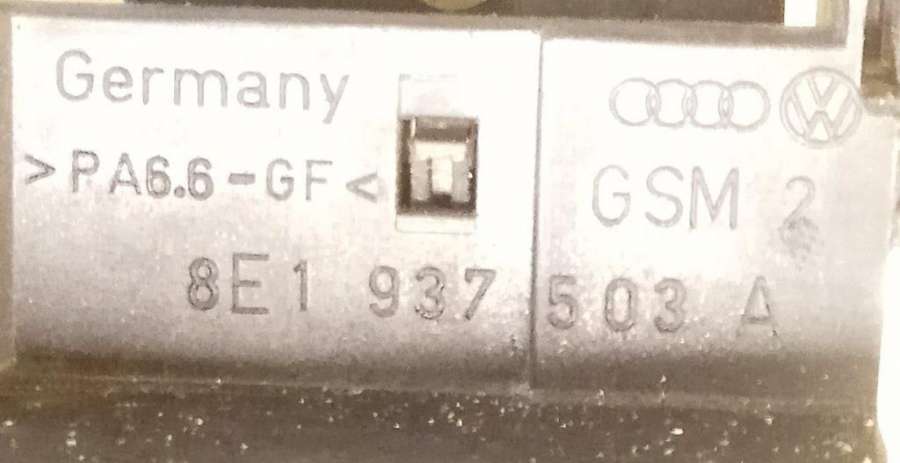 Germany
>PA6.6-GF<
GSM 2
8E1 937 503 A